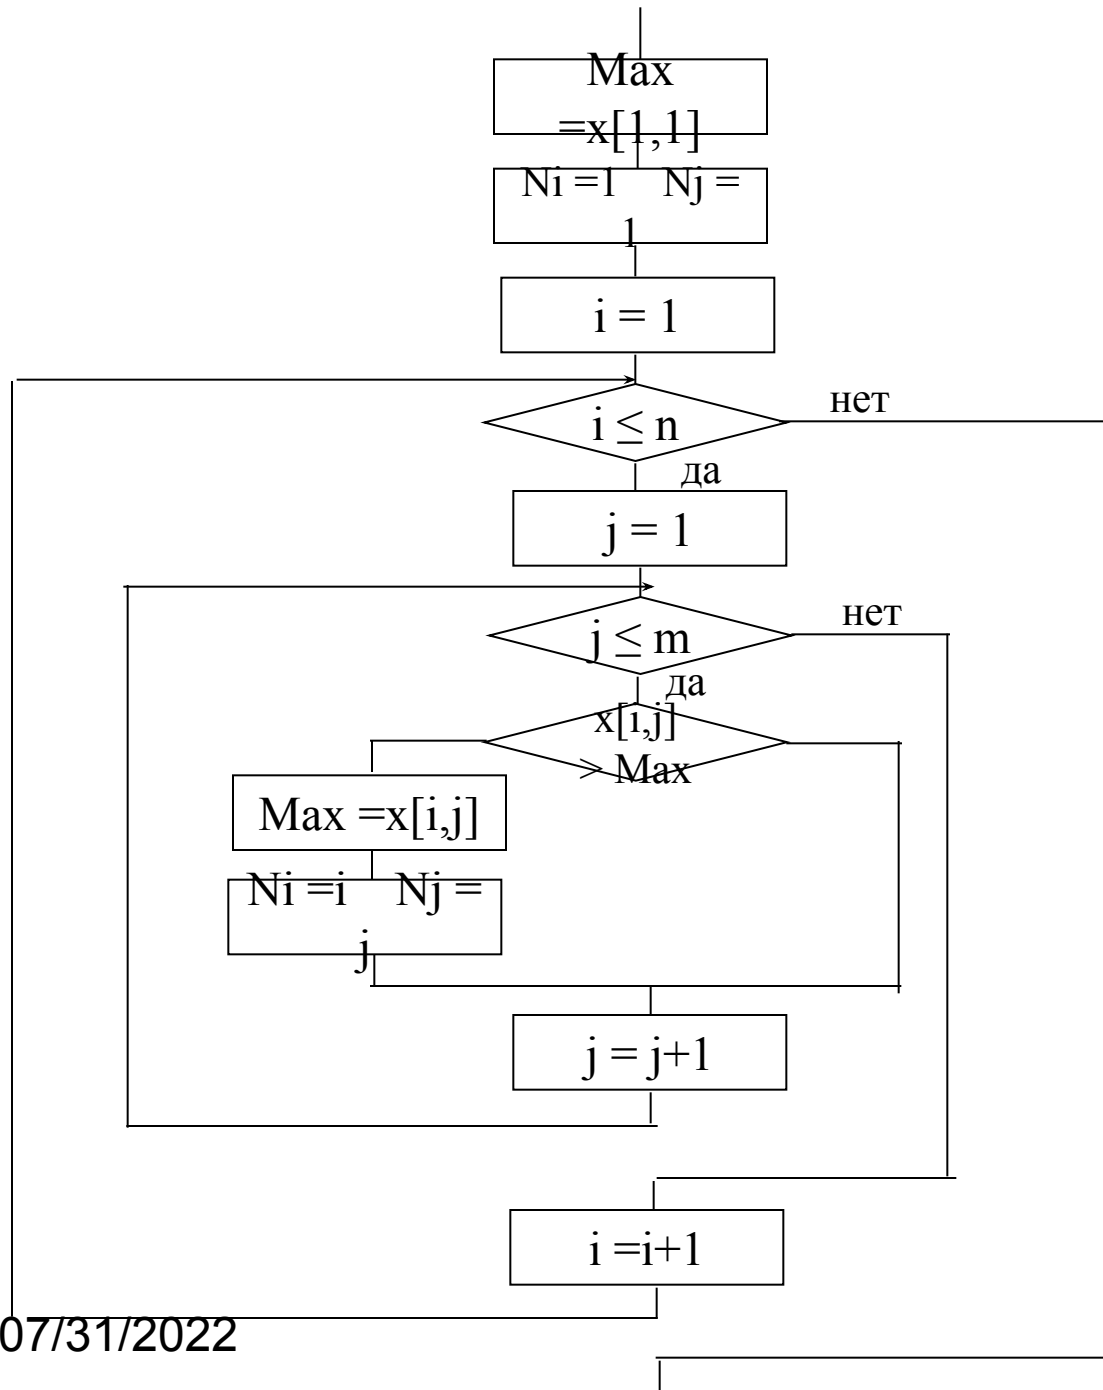 Max
=x[1,1]
Ni =1 Nj =
1
i = 1
i ≤ n
нет
да
j = 1
j ≤ m
нет
да
x[i,j]
> Max
Max =x[i,j]
Ni =i Nj =
j
j = j+1
i =i+1
07/31/2022